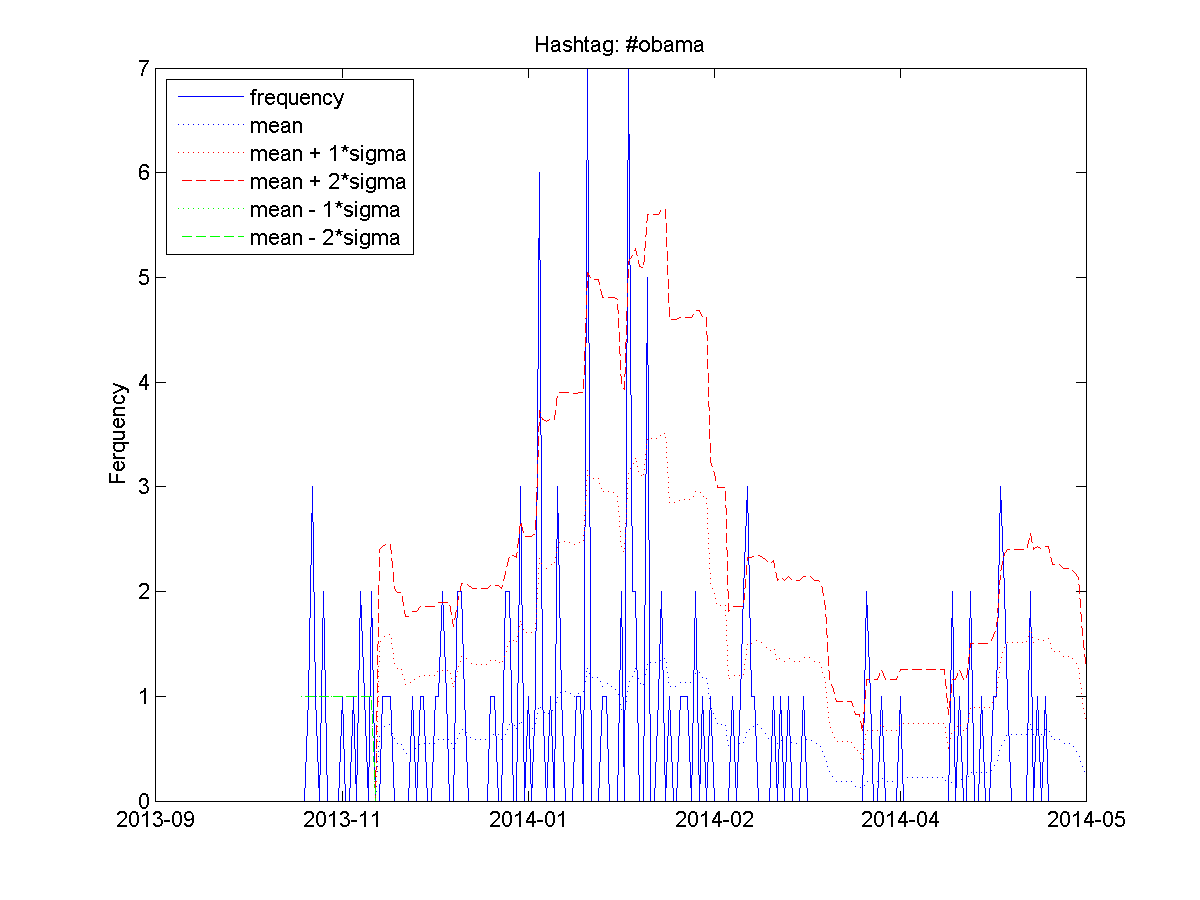 Hashtag: #obama
7
6
5
4
3
2
1
0
Ferquency
frequency
mean
mean + 1*sigma
mean + 2*sigma
mean - 1*sigma
mean - 2*sigma
2013-09 2013-11 2014-01 2014-02 2014-04 2014-05